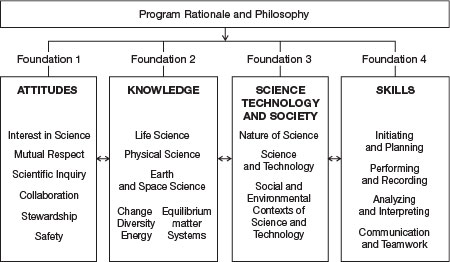 Program Rationale and Philosophy
Foundation 1
Foundation 2
Foundation 3
Foundation 4
ATTITUDES
Interest in Science
Mutual Respect
Scientific Inquiry
Collaboration
Stewardship
Safety
KNOWLEDGE
Life Science
Physical Science
Earth
and Space Science
Change
Diversity
Energy
Equilibrium
matter
Systems
SCIENCE
TECHNOLOGY
AND SOCIETY
Nature of Science
Science
and Technology
Social and
Environmental
Contexts of
Science and
Technology
SKILLS
Initiating
and Planning
Performing
and Recording
Analyzing
and Interpreting
Communication
and Teamwork